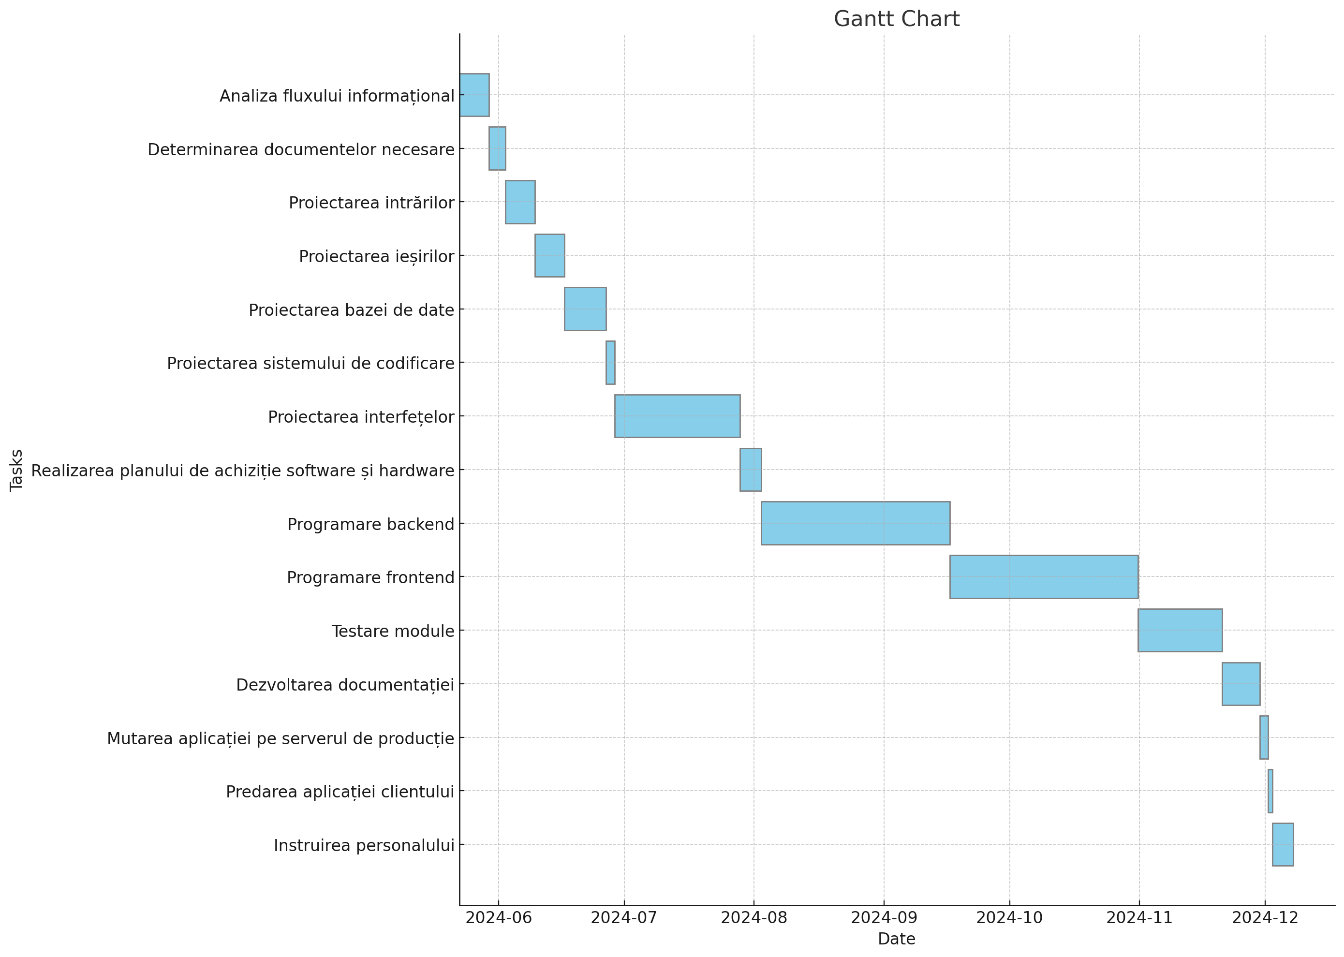 Gantt Chart
Analiza fluxului informațional
Determinarea documentelor necesare
Proiectarea intrărilor
Proiectarea ieșirilor
Proiectarea bazei de date
Proiectarea sistemului de codificare
Proiectarea interfețelor
Realizarea planului de achiziție software și hardware
Programare backend
Programare frontend
Testare module
Dezvoltarea documentației
Mutarea aplicației pe serverul de producție
Predarea aplicației clientului
Instruirea personalului
Tasks
2024-06 2024-07 2024-08 2024-09 2024-10 2024-11 2024-12
Date